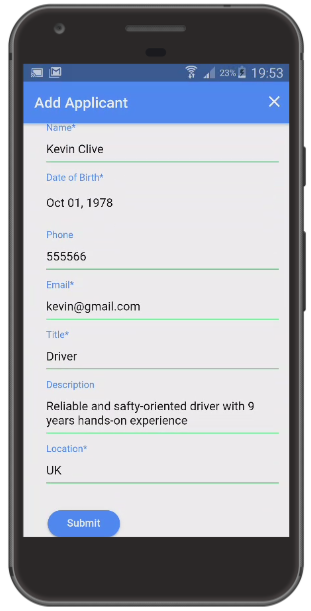 23% 19:53
Add Applicant
Name*
Kevin Clive
Date of Birth*
Oct 01, 1978
Phone
555566
Email*
kevin@gmail.com
Title*
Driver
Description
Reliable and safty-oriented driver with 9
years hands-on experience
Location*
UK
Submit